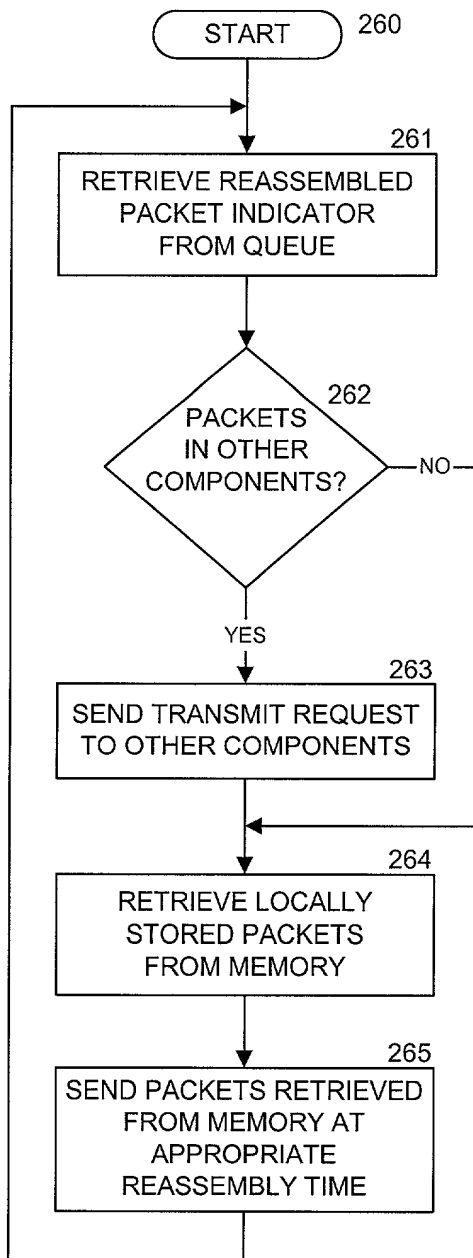 START 260
261
RETRIEVE REASSEMBLED
PACKET INDICATOR
FROM QUEUE
262
PACKETS
IN OTHER
COMPONENTS?
NO
YES
263
SEND TRANSMIT REQUEST
TO OTHER COMPONENTS
264
RETRIEVE LOCALLY
STORED PACKETS
FROM MEMORY
265
SEND PACKETS RETRIEVED
FROM MEMORY AT
APPROPRIATE
REASSEMBLY TIME